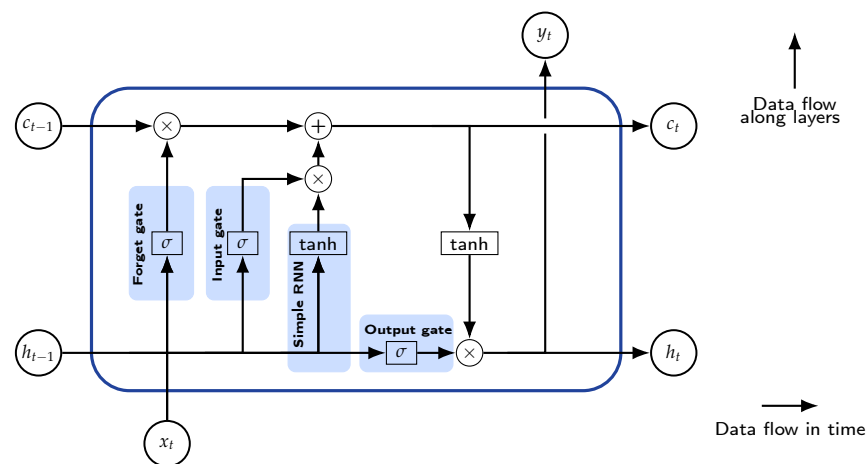 y_t
Data flow
along layers
c_{t−1}
×
+
c_t
×
Forget gate
σ
Input gate
σ
Simple RNN
tanh
tanh
Output gate
h_{t−1}
σ
×
h_t
Data flow in time
x_t